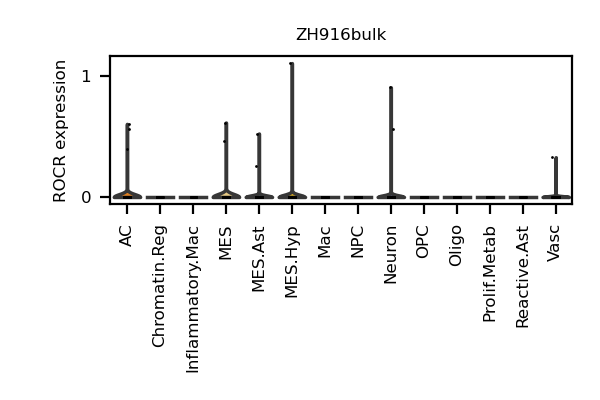 ZH916bulk
ROCR expression
1
0
AC
Chromatin.Reg
Inflammatory.Mac
MES
MES.Ast
MES.Hyp
Mac
NPC
Neuron
OPC
Oligo
Prolif.Metab
Reactive.Ast
Vasc